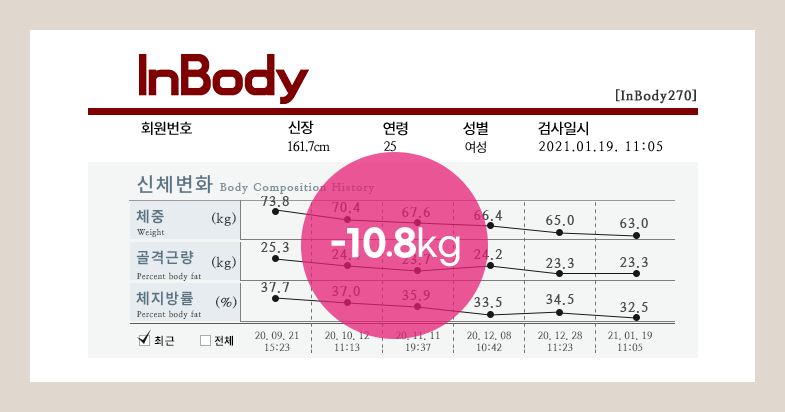 InBody
[InBody270]
회원번호 신장 연령 성별 검사일시
161.7cm 25 여성 2021.01.19. 11:05
신체변화 Body Composition History
체중 (kg) 73.8 70.4 67.6 66.4 65.0 63.0
Weight
-10.8kg
골격근량 (kg) 25.3 24.2 23.3 23.3
Percent body fat
체지방률 (%) 37.7 37.0 35.9 33.5 34.5 32.5
Percent body fat
최근 전체 20. 09. 21 20. 10. 12 20. 11. 11 20. 12. 08 20. 12. 28 21. 01. 19
15:23 11:13 19:37 10:42 11:23 11:05